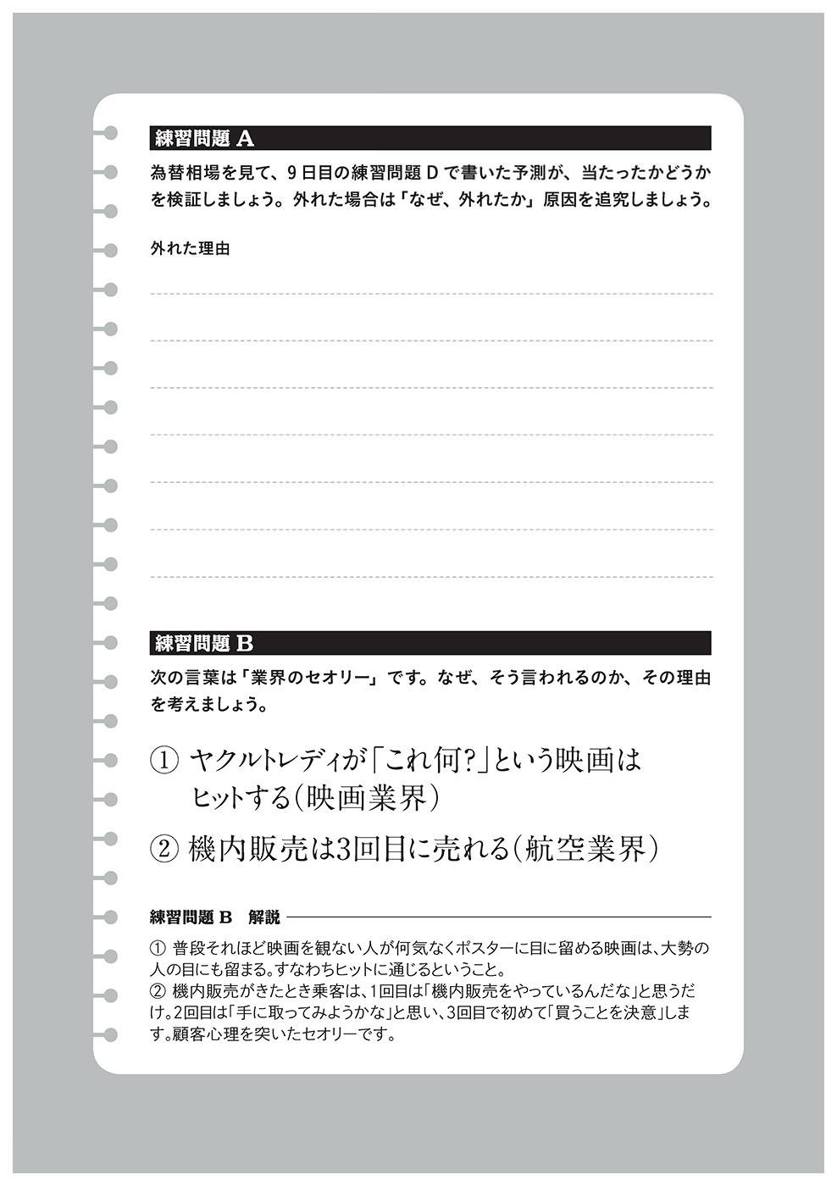 練習問題 A
為替相場を見て、9日目の練習問題Dで書いた予測が、当たったかどうか
を検証しましょう。外れた場合は「なぜ、外れたか」原因を追究しましょう。
外れた理由
練習問題 B
次の言葉は「業界のセオリー」です。なぜ、そう言われるのか、その理由
を考えましょう。
① ヤクルトレディが「これ何?」という映画は
ヒットする(映画業界)
② 機内販売は3回目に売れる(航空業界)
練習問題 B 解説
① 普段それほど映画を観ない人が何気なくポスターに目に留める映画は、大勢の
人の目にも留まる。すなわちヒットに通じるということ。
② 機内販売がきたとき乗客は、1回目は「機内販売をやっているんだな」と思うだ
け。2回目は「手に取ってみようかな」と思い、3回目で初めて「買うことを決意」しま
す。顧客心理を突いたセオリーです。